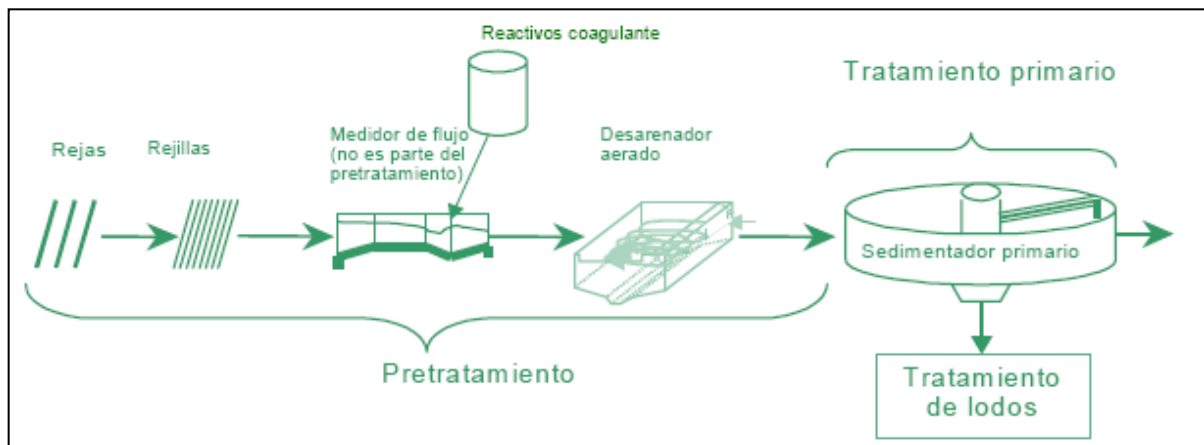 Reactivos coagulante
Tratamiento primario
Rejas
Rejillas
Medidor de flujo
(no es parte del
pretratamiento)
Desarenador
aerado
Sedimentador primario
Pretratamiento
Tratamiento
de lodos